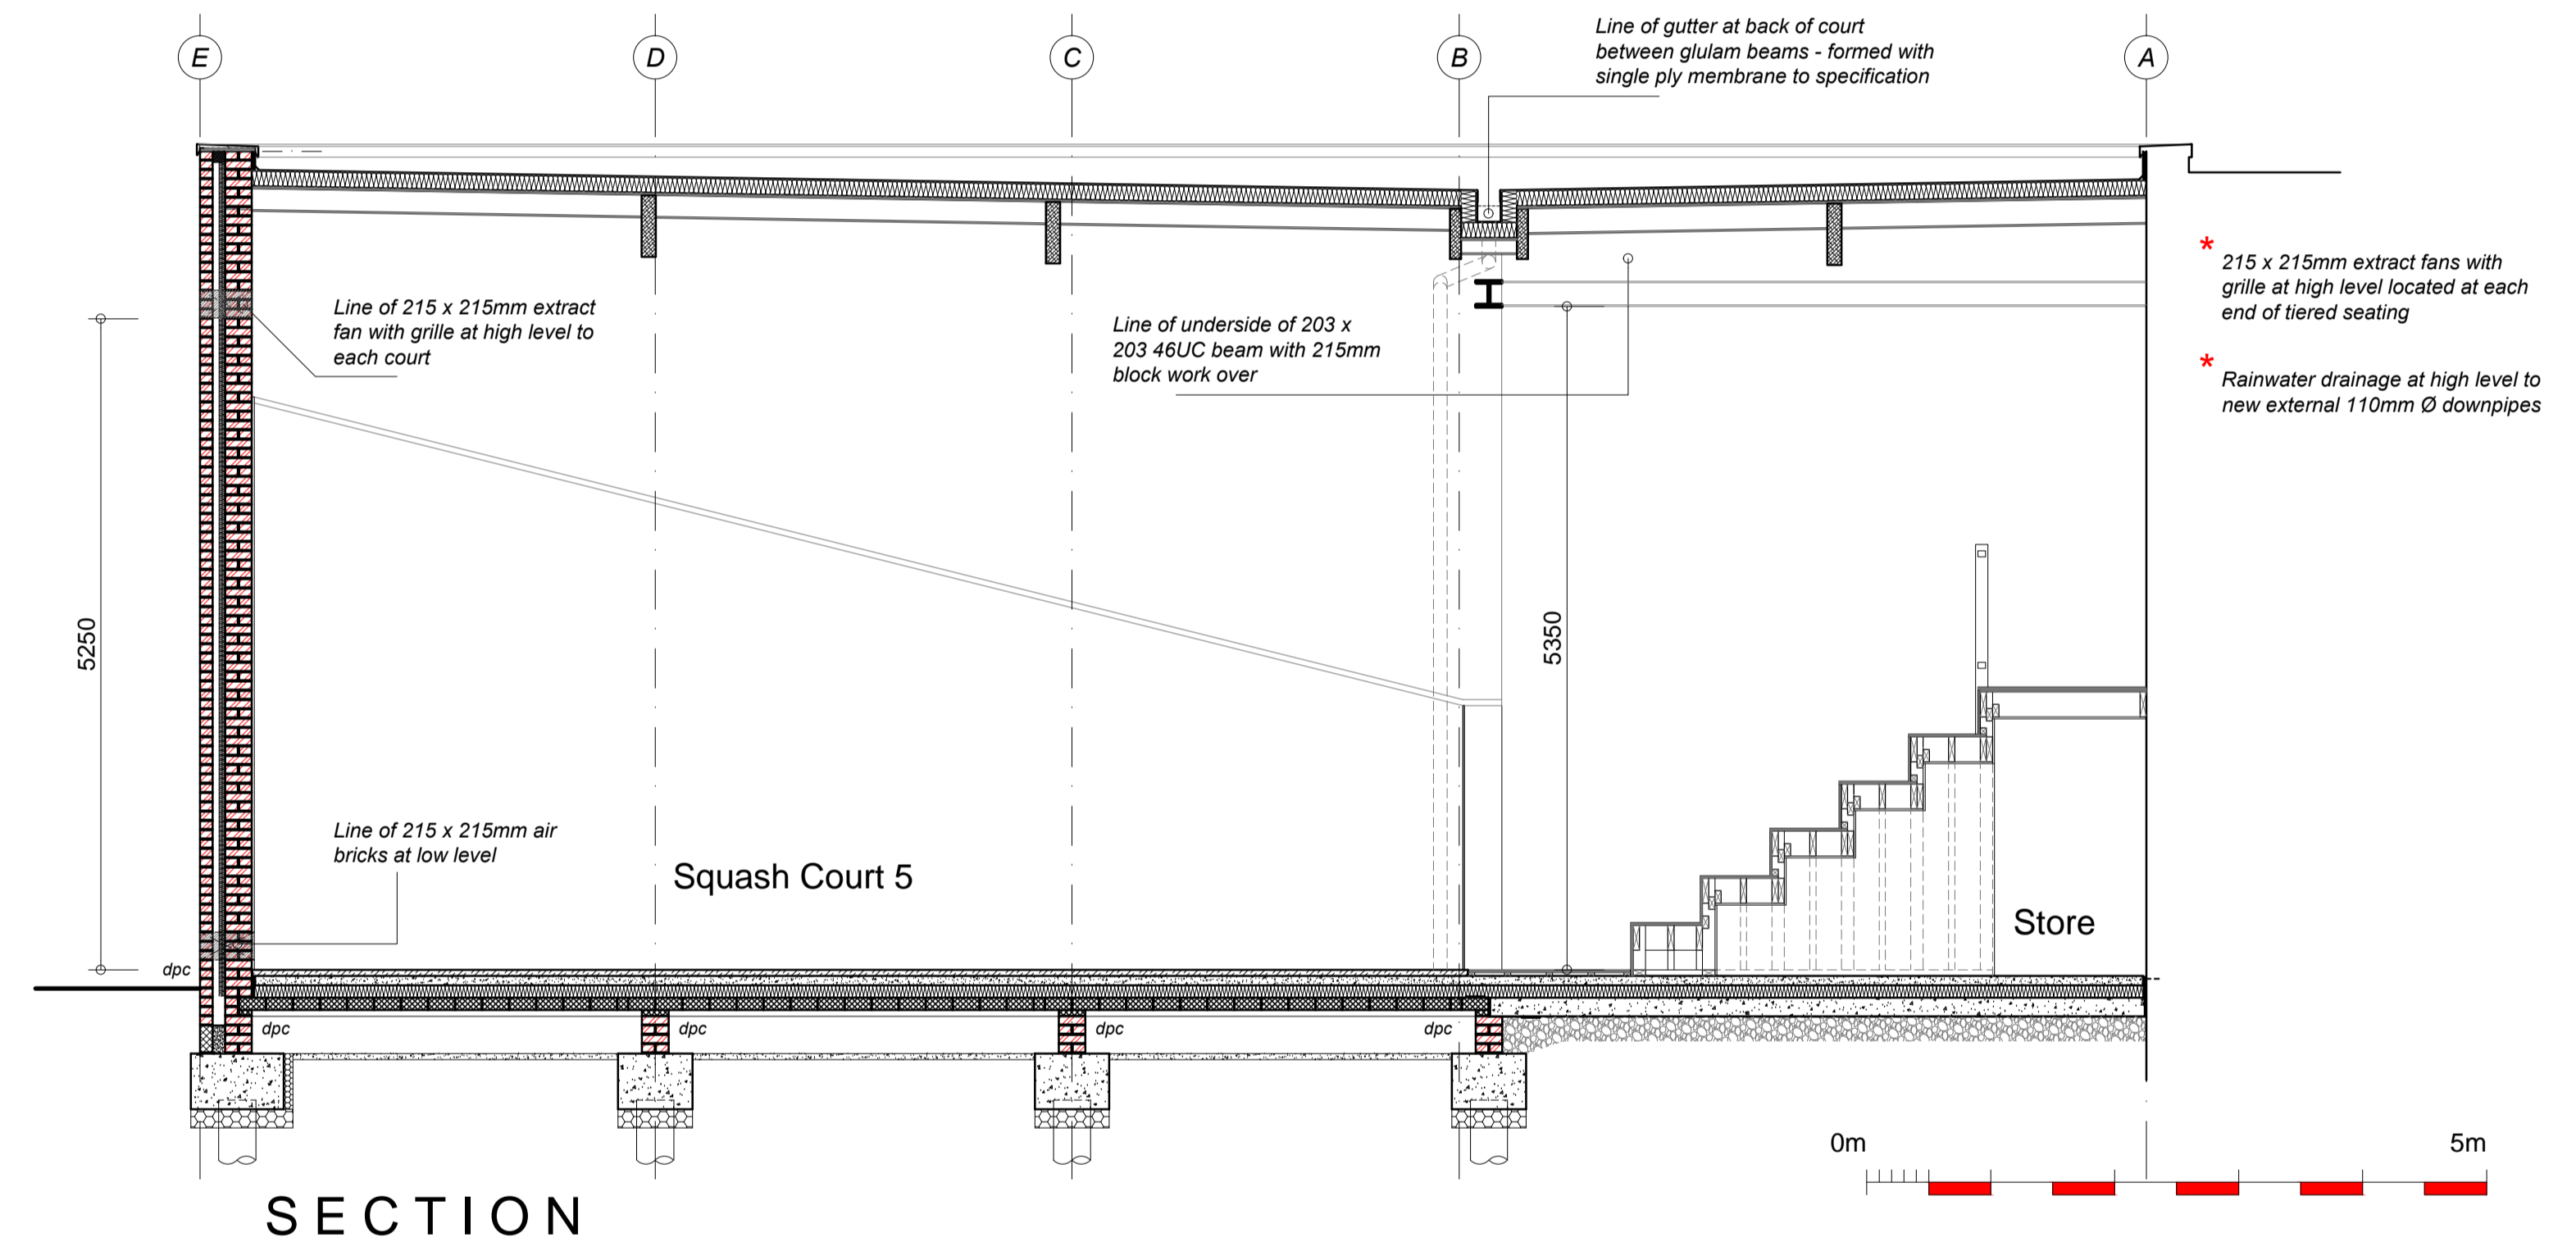 E
D
C
B
A
Line of gutter at back of court
between glulam beams - formed with
single ply membrane to specification
Line of 215 x 215mm extract
fan with grille at high level to
each court
Line of underside of 203 x
203 46UC beam with 215mm
block work over
* 215 x 215mm extract fans with
grille at high level located at each
end of tiered seating
* Rainwater drainage at high level to
new external 110mm Ø downpipes
5250
5350
Line of 215 x 215mm air
bricks at low level
Squash Court 5
Store
dpc
dpc
dpc
dpc
dpc
0m
5m
SECTION